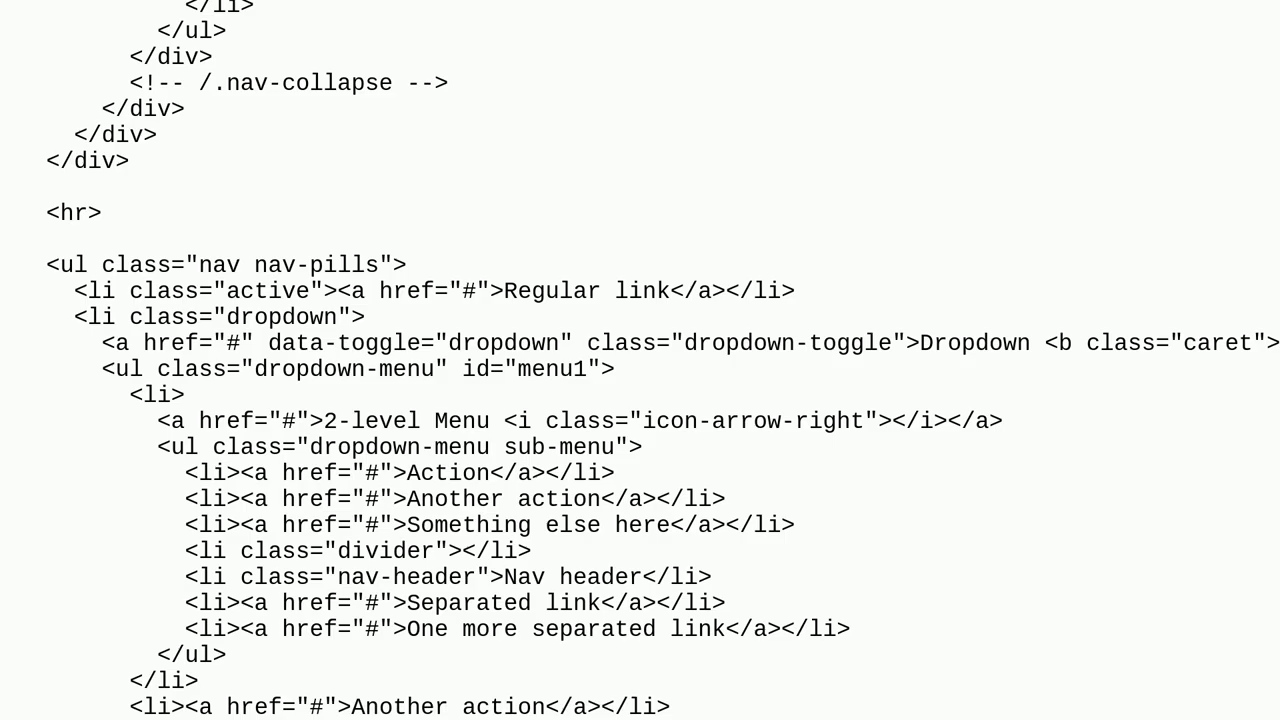 </li>
</ul>
</div>
<!-- /.nav-collapse -->
</div>
</div>
</div>
<hr>
<ul class="nav nav-pills">
<li class="active"><a href="#">Regular link</a></li>
<li class="dropdown">
<a href="#" data-toggle="dropdown" class="dropdown-toggle">Dropdown <b class="caret">
<ul class="dropdown-menu" id="menu1">
<li>
<a href="#">2-level Menu <i class="icon-arrow-right"></i></a>
<ul class="dropdown-menu sub-menu">
<li><a href="#">Action</a></li>
<li><a href="#">Another action</a></li>
<li><a href="#">Something else here</a></li>
<li class="divider"></li>
<li class="nav-header">Nav header</li>
<li><a href="#">Separated link</a></li>
<li><a href="#">One more separated link</a></li>
</ul>
</li>
<li><a href="#">Another action</a></li>